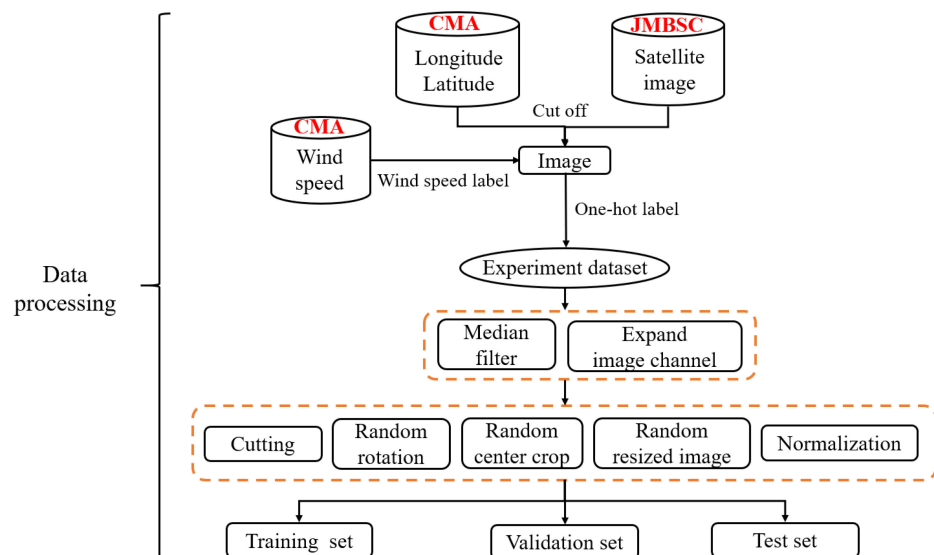 CMA
Longitude
Latitude
JMBSC
Satellite
image
Cut off
CMA
Wind
speed
Wind speed label
Image
One-hot label
Experiment dataset
Data
processing
Median
filter
Expand
image channel
Cutting
Random
rotation
Random
center crop
Random
resized image
Normalization
Training set
Validation set
Test set